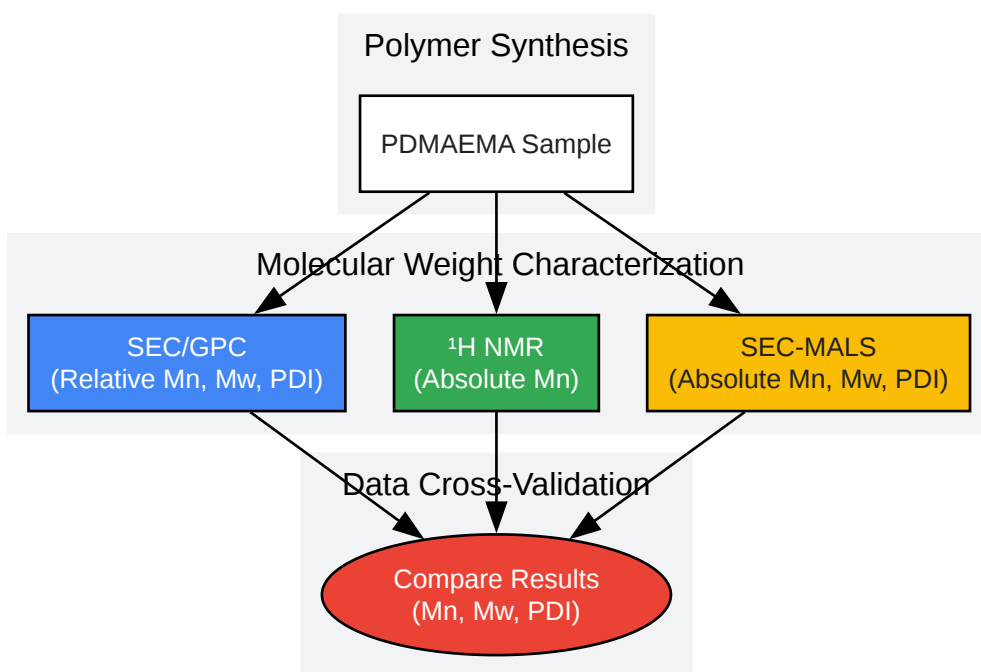 Polymer Synthesis
PDMAEMA Sample
Molecular Weight Characterization
SEC/GPC
(Relative Mn, Mw, PDI)
¹H NMR
(Absolute Mn)
SEC-MALS
(Absolute Mn, Mw, PDI)
Data Cross-Validation
Compare Results
(Mn, Mw, PDI)